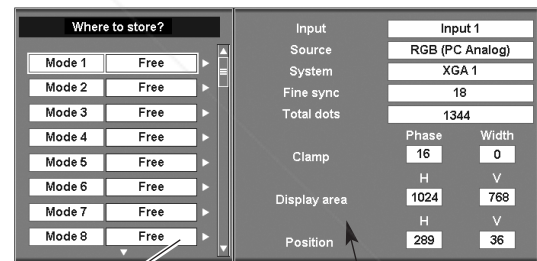 Where to store?
Mode 1 Free
Mode 2 Free
Mode 3 Free
Mode 4 Free
Mode 5 Free
Mode 6 Free
Mode 7 Free
Mode 8 Free
Input Input 1
Source RGB (PC Analog)
System XGA 1
Fine sync 18
Total dots 1344
Phase Width
Clamp 16 0
H V
Display area 1024 768
H V
Position 289 36